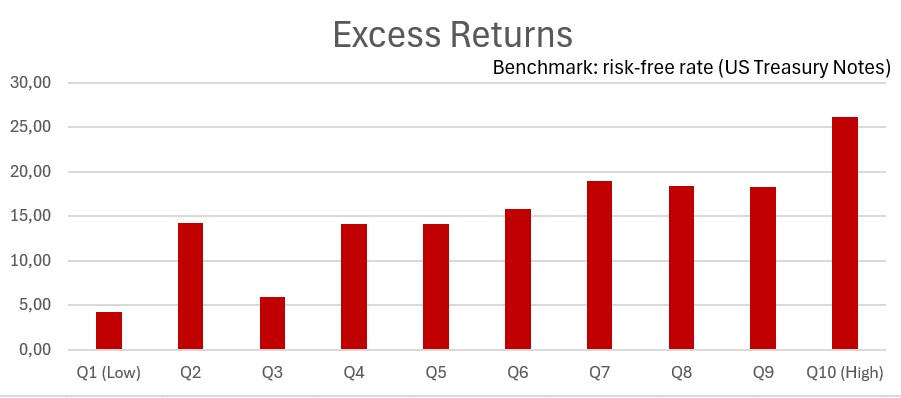 Excess Returns
Benchmark: risk-free rate (US Treasury Notes)
30,00
25,00
20,00
15,00
10,00
5,00
0,00
Q1 (Low) Q2 Q3 Q4 Q5 Q6 Q7 Q8 Q9 Q10 (High)